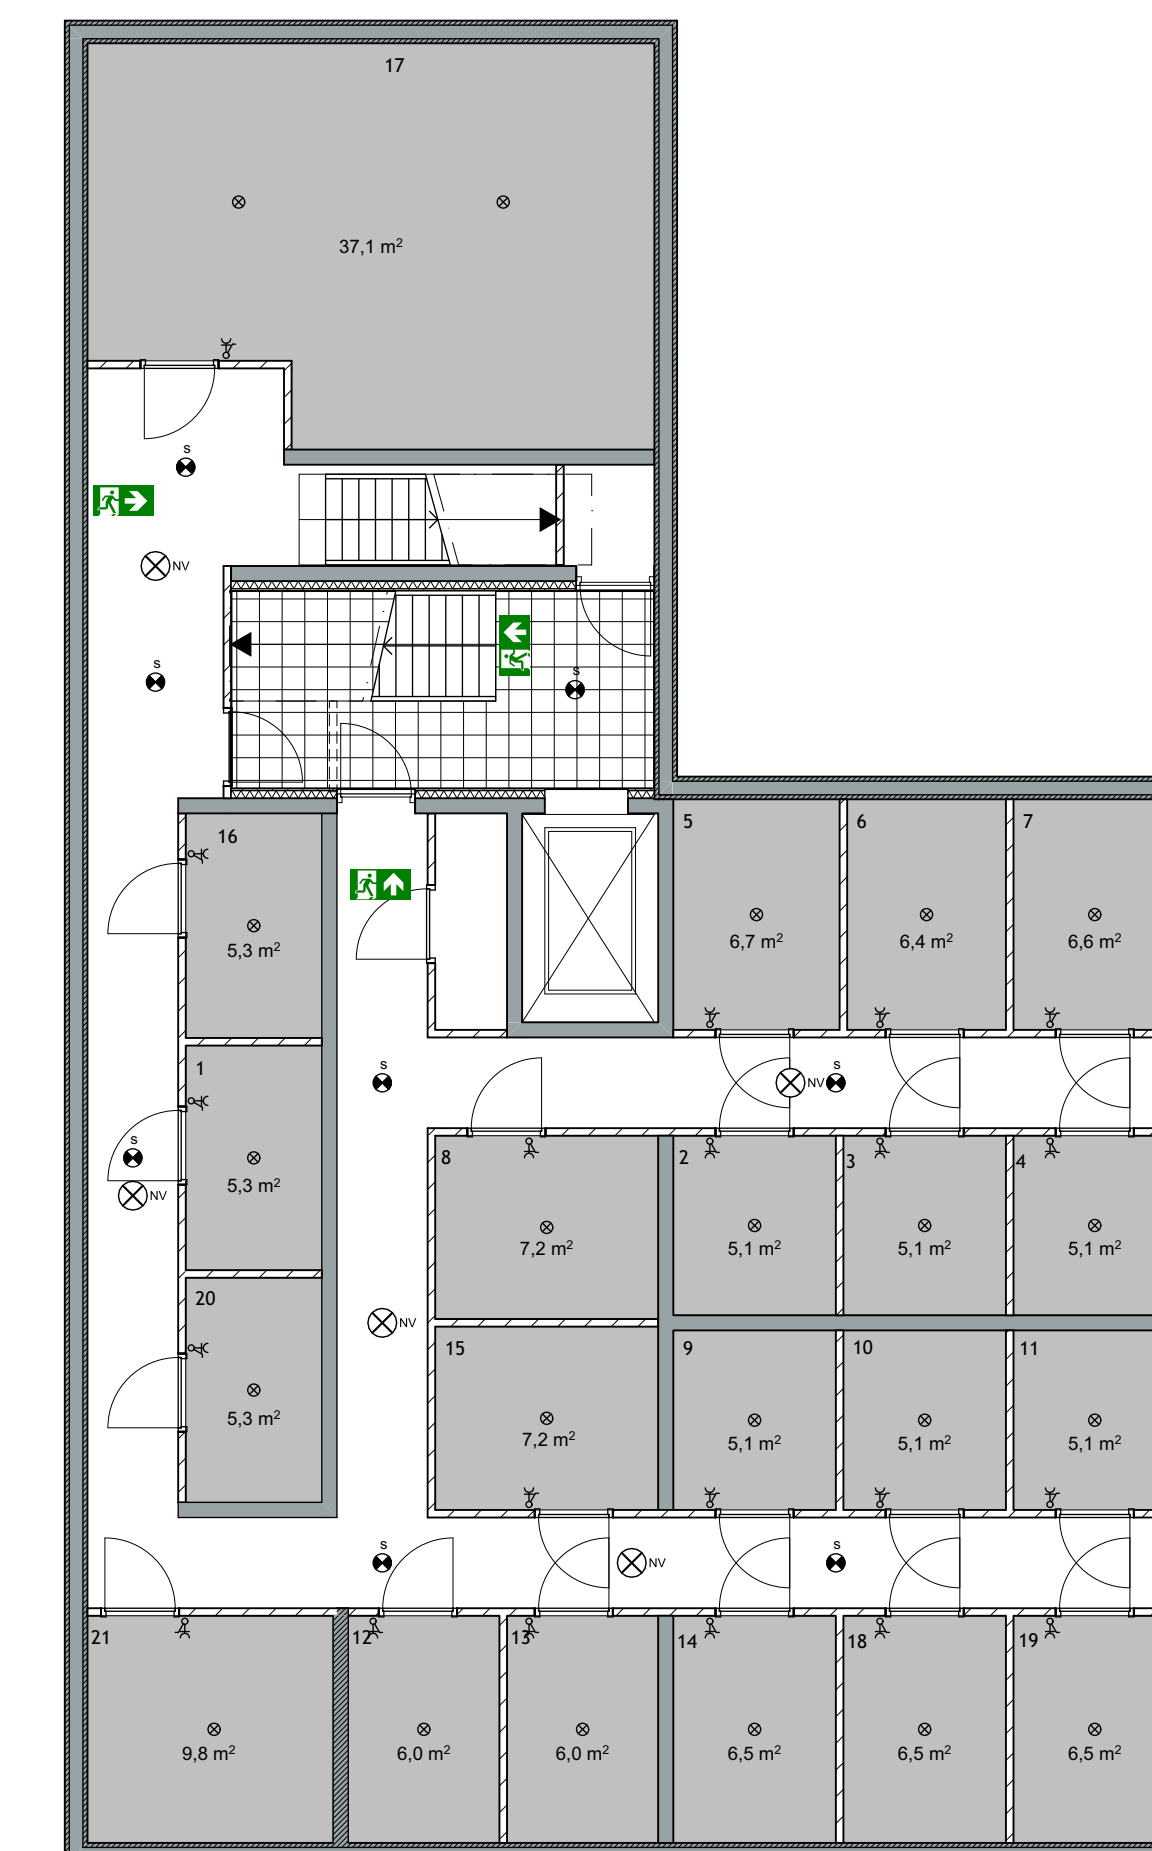 17
37,1 m²
s
NV
s
s
16
5,3 m²
5
6,7 m²
6
6,4 m²
7
6,6 m²
1
5,3 m²
s
NV
s
NV
s
8
7,2 m²
2
5,1 m²
3
5,1 m²
4
5,1 m²
20
5,3 m²
NV
15
7,2 m²
9
5,1 m²
10
5,1 m²
11
5,1 m²
s
NV
s
21
9,8 m²
12
6,0 m²
13
6,0 m²
14
6,5 m²
18
6,5 m²
19
6,5 m²